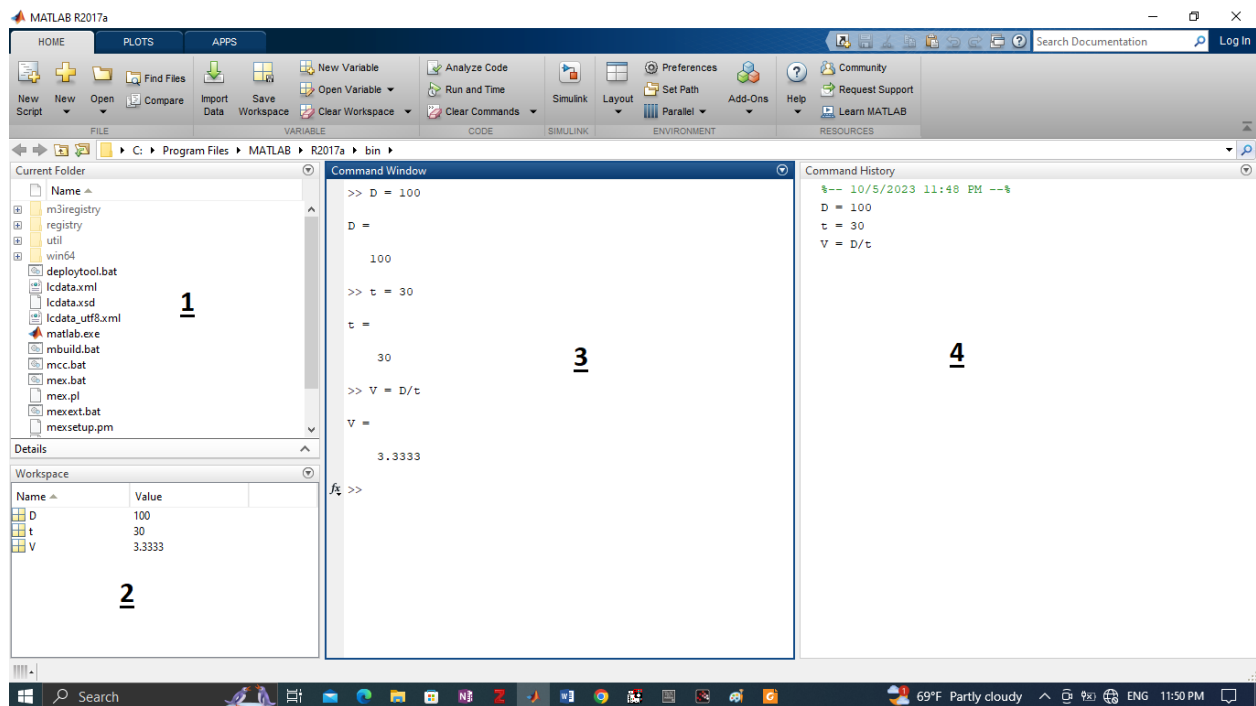 MATLAB R2017a
HOME PLOTS APPS
Search Documentation Log In
New Script
New
Open
Find Files
Compare
Import Data
Save Workspace
New Variable
Open Variable
Clear Workspace
Analyze Code
Run and Time
Clear Commands
Simulink
Layout
Preferences
Set Path
Parallel
Add-Ons
Help
Community
Request Support
Learn MATLAB
FILE VARIABLE CODE SIMULINK ENVIRONMENT RESOURCES
C: Program Files MATLAB R2017a bin
Current Folder
Name
m3iregistry
registry
util
win64
deploytool.bat
lcdata.xml
lcdata.xsd
lcdata_utf8.xml
matlab.exe
mbuild.bat
mcc.bat
mex.bat
mex.pl
mexext.bat
mexsetup.pm
1
Details
Workspace
Name Value
D 100
t 30
V 3.3333
2
Command Window
>> D = 100
D =
100
>> t = 30
t =
30
>> V = D/t
V =
3.3333
fx >>
3
Command History
%-- 10/5/2023 11:48 PM --%
D = 100
t = 30
V = D/t
4
Search
69°F Partly cloudy ENG 11:50 PM